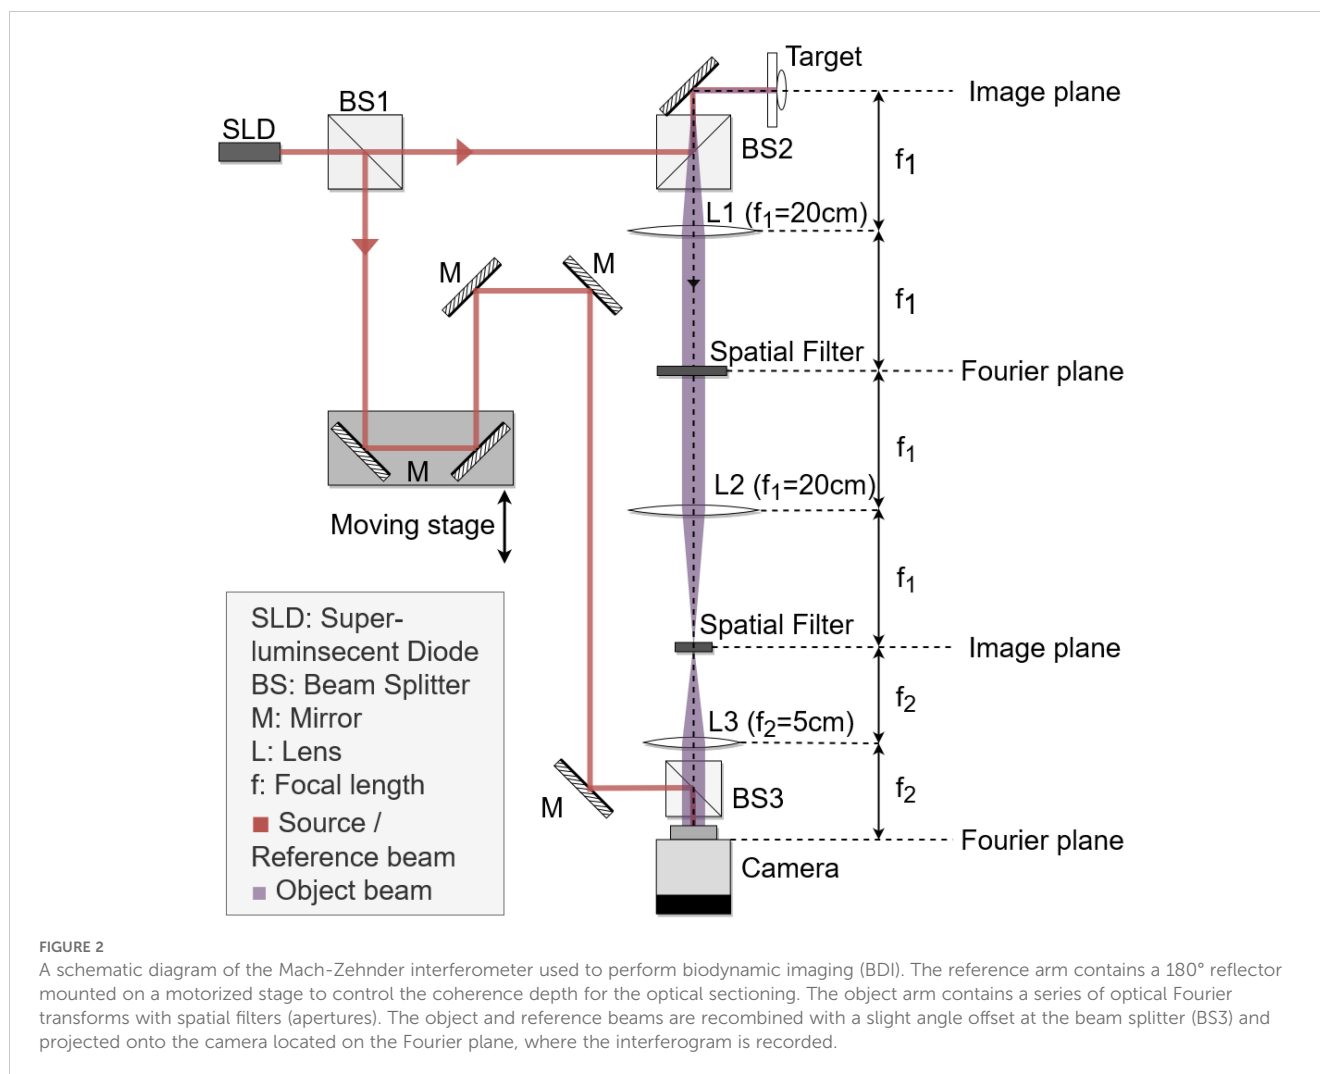 Target
Image plane
BS1
SLD
BS2
f1
L1 (f1=20cm)
M
M
f1
Spatial Filter
Fourier plane
f1
M
L2 (f1=20cm)
Moving stage
f1
SLD: Super-
luminsecent Diode
BS: Beam Splitter
M: Mirror
L: Lens
f: Focal length
Source /
Reference beam
Object beam
Spatial Filter
Image plane
f2
L3 (f2=5cm)
M
BS3
f2
Fourier plane
Camera
FIGURE 2
A schematic diagram of the Mach-Zehnder interferometer used to perform biodynamic imaging (BDI). The reference arm contains a 180° reflector
mounted on a motorized stage to control the coherence depth for the optical sectioning. The object arm contains a series of optical Fourier
transforms with spatial filters (apertures). The object and reference beams are recombined with a slight angle offset at the beam splitter (BS3) and
projected onto the camera located on the Fourier plane, where the interferogram is recorded.